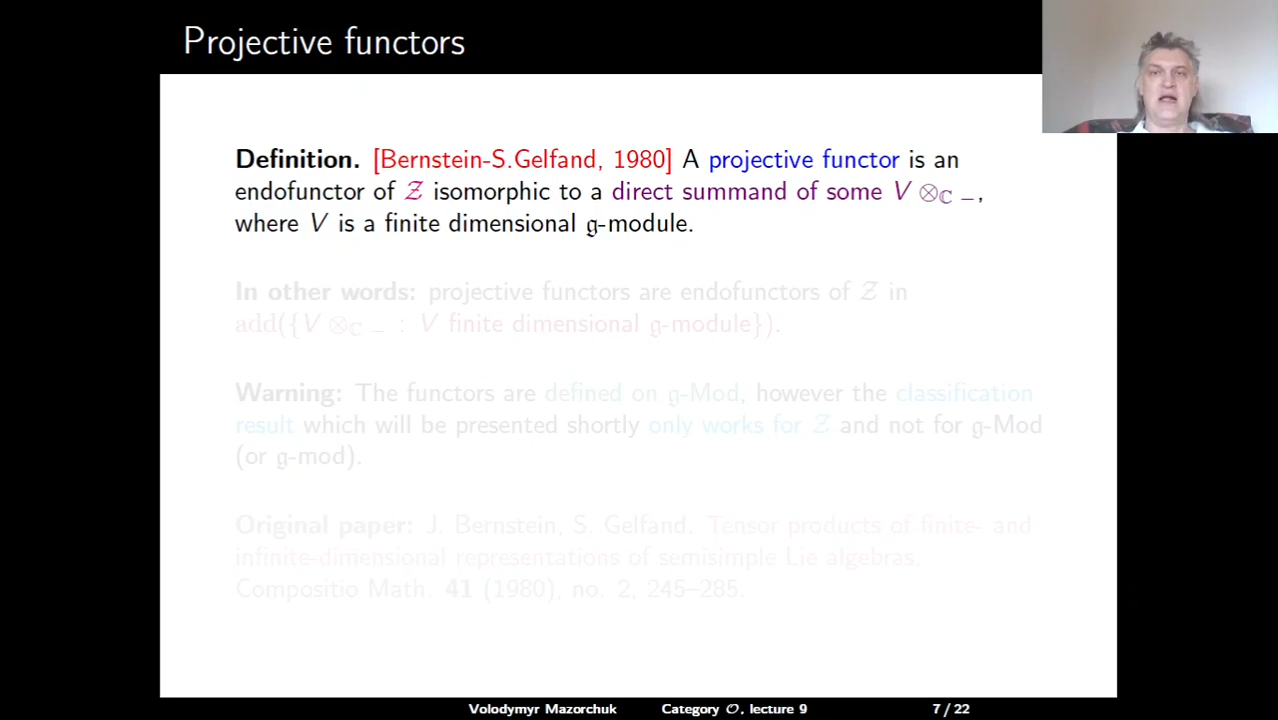 Projective functors
Definition. [Bernstein-S.Gelfand, 1980] A projective functor is an
endofunctor of 𝒵 isomorphic to a direct summand of some V ⊗_ℂ −,
where V is a finite dimensional 𝔤-module.
In other words: projective functors are endofunctors of 𝒵 in
add({V ⊗_ℂ − : V finite dimensional 𝔤-module}).
Warning: The functors are defined on 𝔤-Mod, however the classification
result which will be presented shortly only works for 𝒵 and not for 𝔤-Mod
(or 𝔤-mod).
Original paper: J. Bernstein, S. Gelfand. Tensor products of finite- and
infinite-dimensional representations of semisimple Lie algebras.
Compositio Math. 41 (1980), no. 2, 245–285.
Volodymyr Mazorchuk Category 𝒪, lecture 9 7 / 22